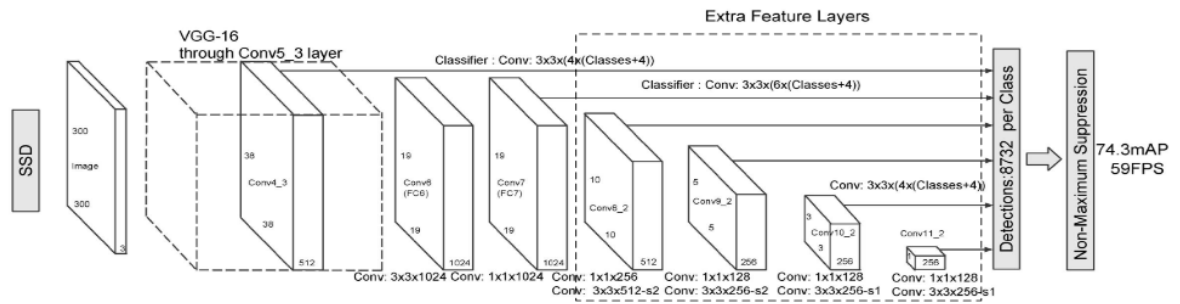 Extra Feature Layers
VGG-16
through Conv5_3 layer
Classifier : Conv: 3x3x(4x(Classes+4))
Classifier : Conv: 3x3x(6x(Classes+4))
SSD
300
Image
300
3
38
Conv4_3
38
512
19
Conv6
(FC6)
19
1024
19
Conv7
(FC7)
19
1024
10
Conv8_2
10
512
5
Conv9_2
5
256
Conv: 3x3x(4x(Classes+4))
3
Conv10_2
3
256
Conv11_2
1
256
Conv: 3x3x1024
Conv: 1x1x1024
Conv: 1x1x256
Conv: 3x3x512-s2
Conv: 1x1x128
Conv: 3x3x256-s2
Conv: 1x1x128
Conv: 3x3x256-s1
Conv: 1x1x128
Conv: 3x3x256-s1
Detections:8732 per Class
Non-Maximum Suppression
74.3mAP
59FPS